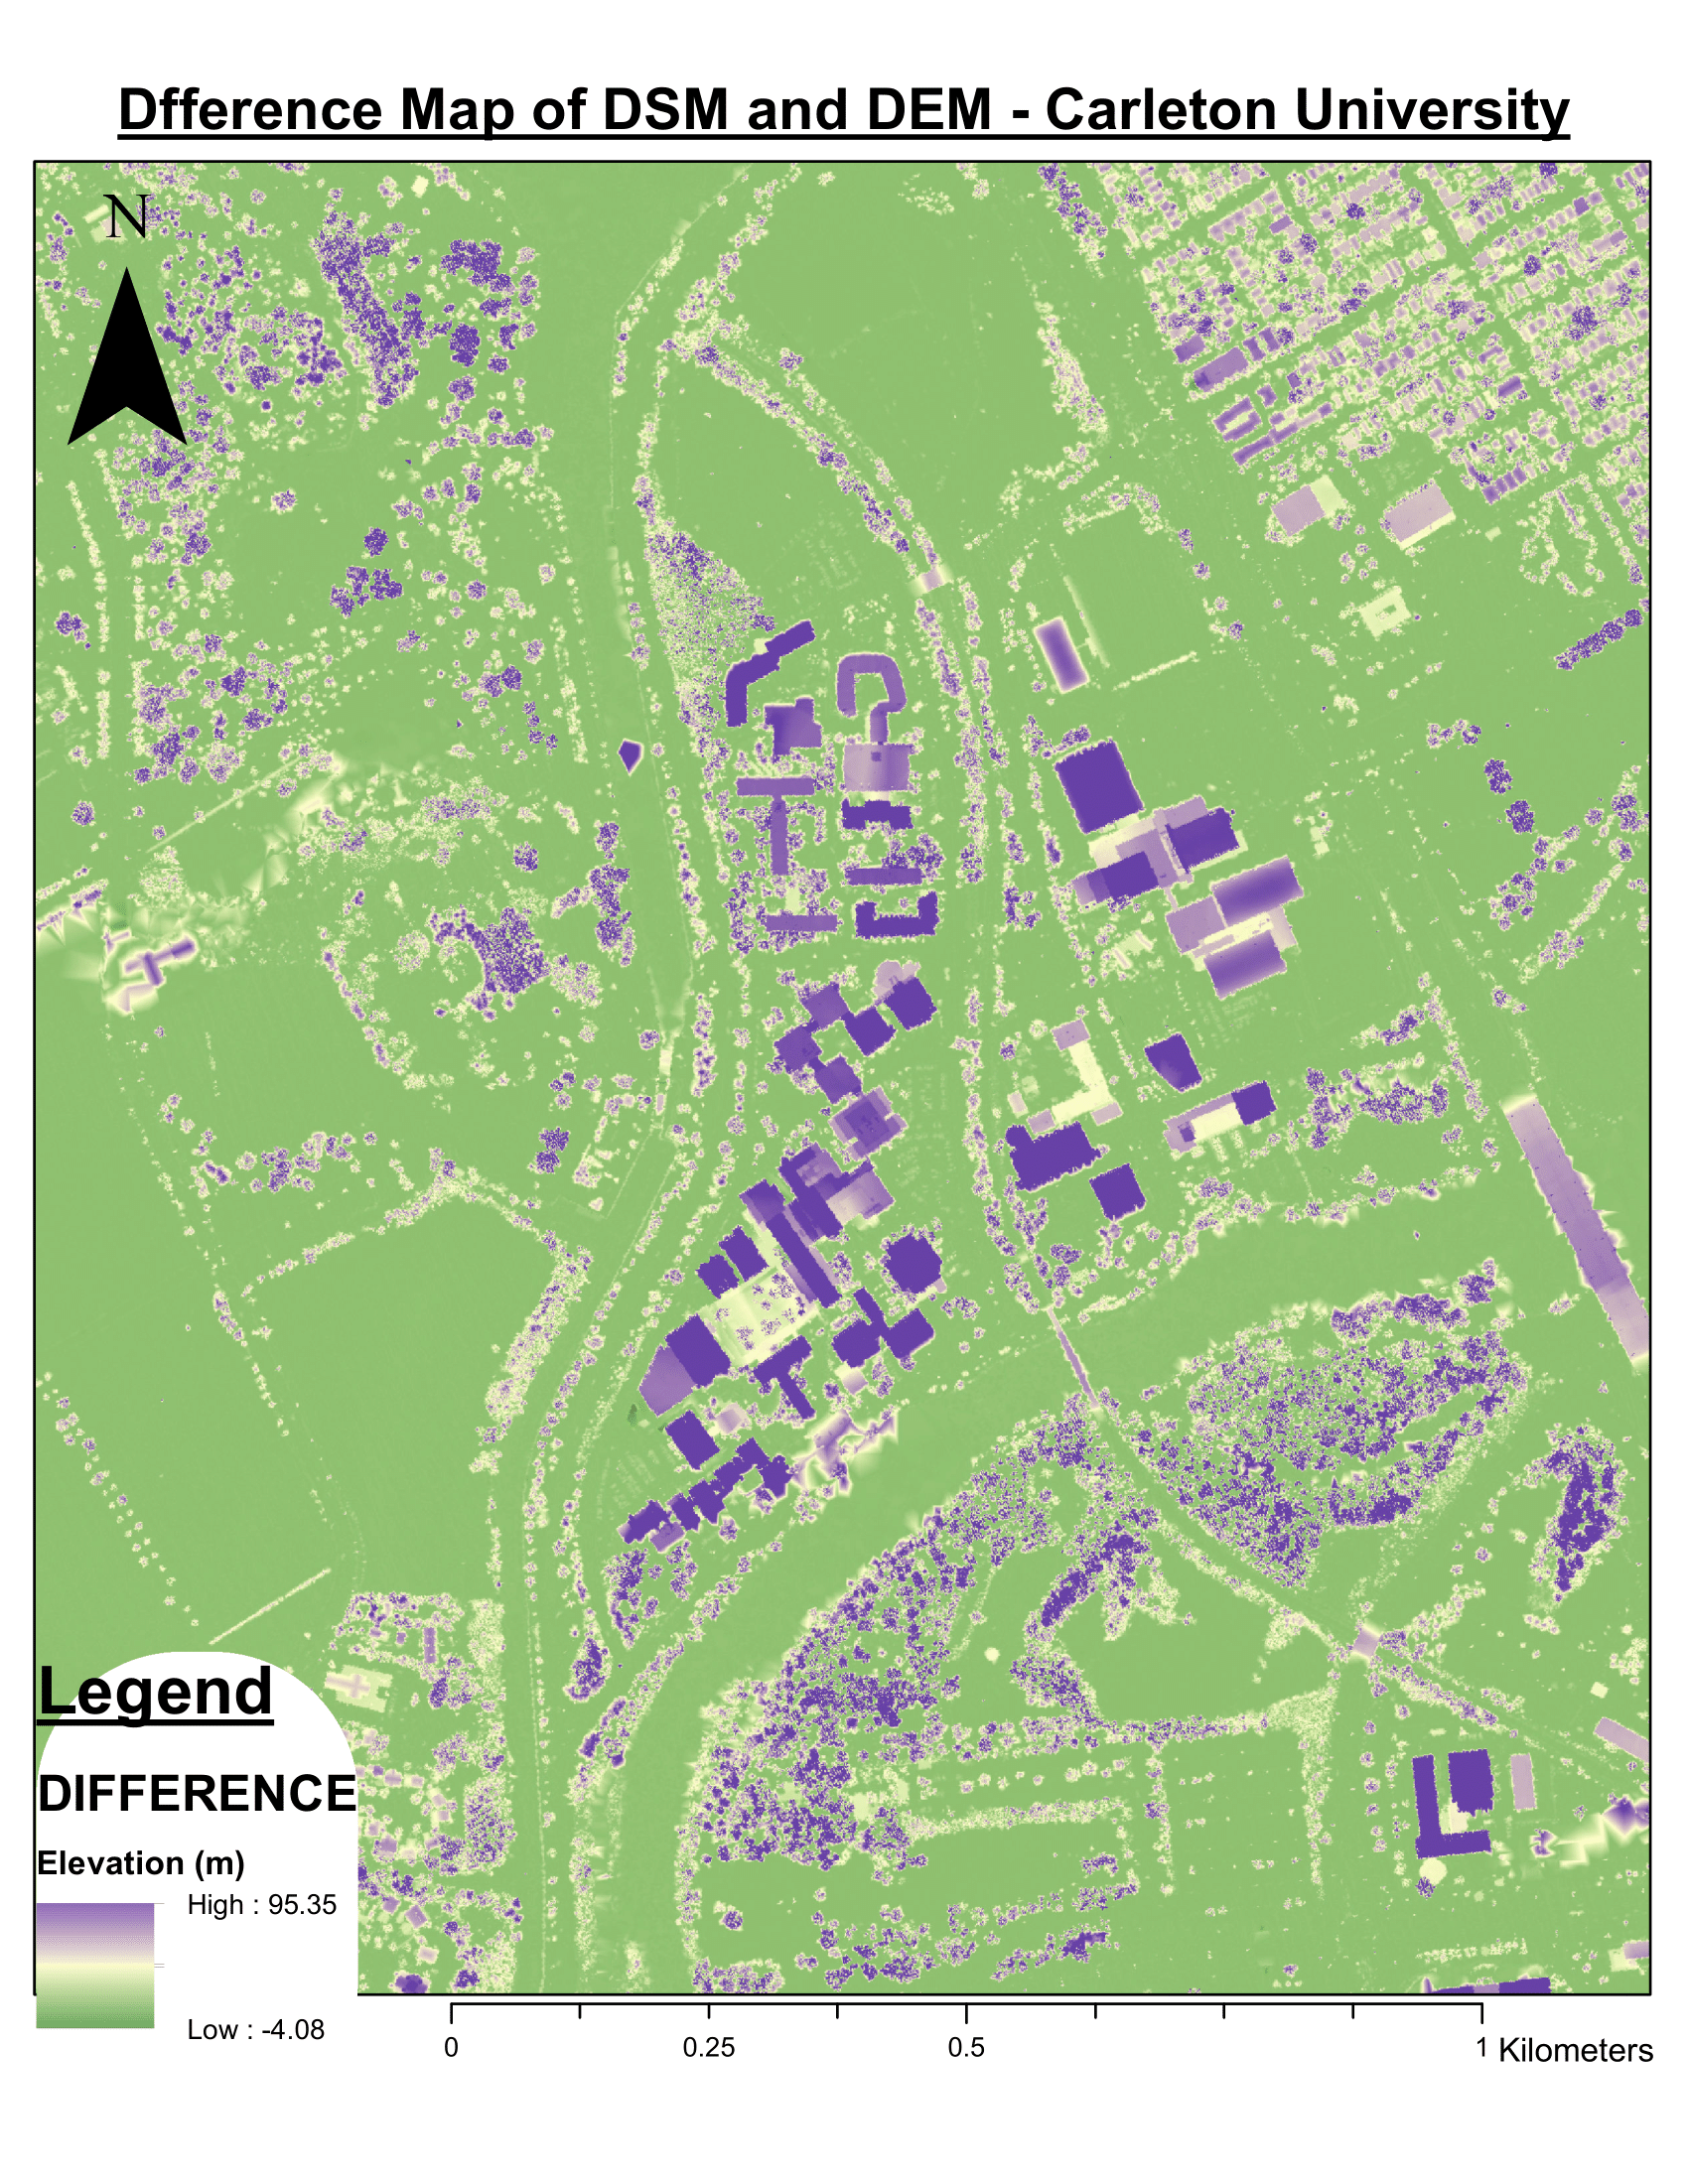 Dfference Map of DSM and DEM - Carleton University
N
Legend
DIFFERENCE
Elevation (m)
High : 95.35
Low : -4.08
0 0.25 0.5 1 Kilometers